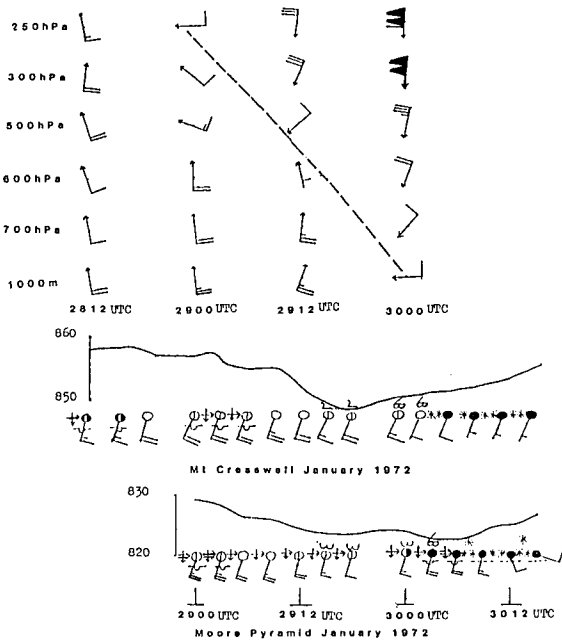 250hPa
300hPa
500hPa
600hPa
700hPa
1000m
2812 UTC 2900 UTC 2912 UTC 3000 UTC
860
850
Mt Cresswell January 1972
830
820
2900 UTC 2912 UTC 3000 UTC 3012 UTC
Moore Pyramid January 1972